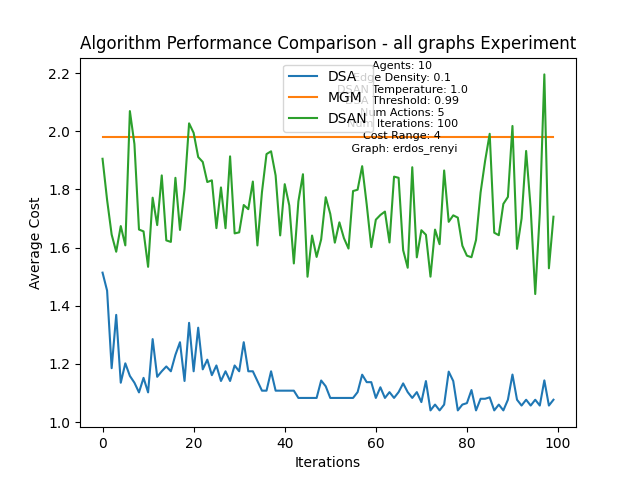 Algorithm Performance Comparison - all graphs Experiment
Average Cost
2.2
2.0
1.8
1.6
1.4
1.2
1.0
DSA
MGM
DSAN
Agents: 10
Edge Density: 0.1
DSAN Temperature: 1.0
Threshold: 0.99
Num Actions: 5
Num Iterations: 100
Cost Range: 4
Graph: erdos_renyi
0
20
40
60
80
100
Iterations